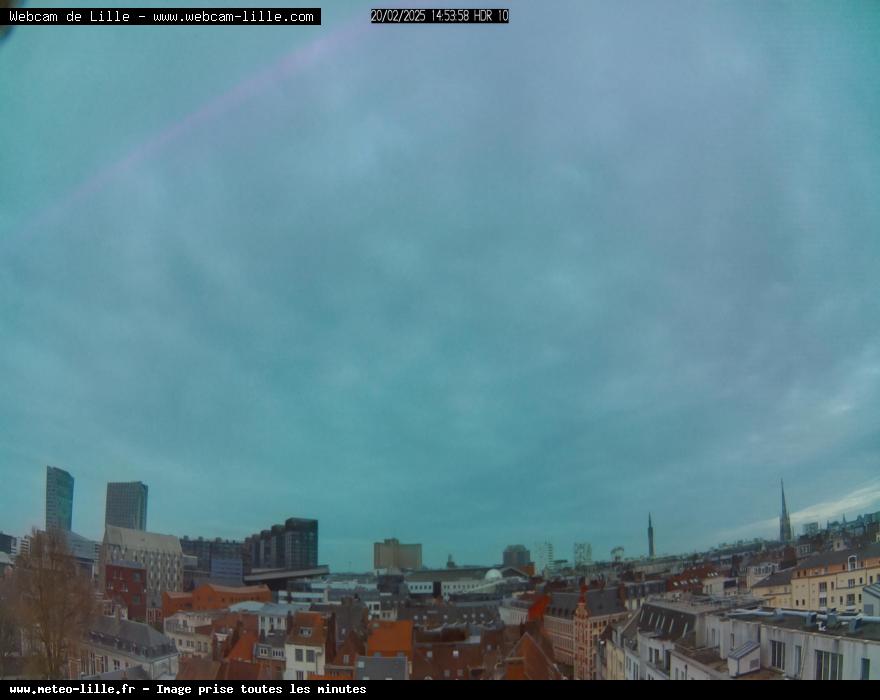 Webcam de Lille - www.webcam-lille.com
20/02/2025 14:53:58 HDR 10
www.meteo-lille.fr - Image prise toutes les minutes